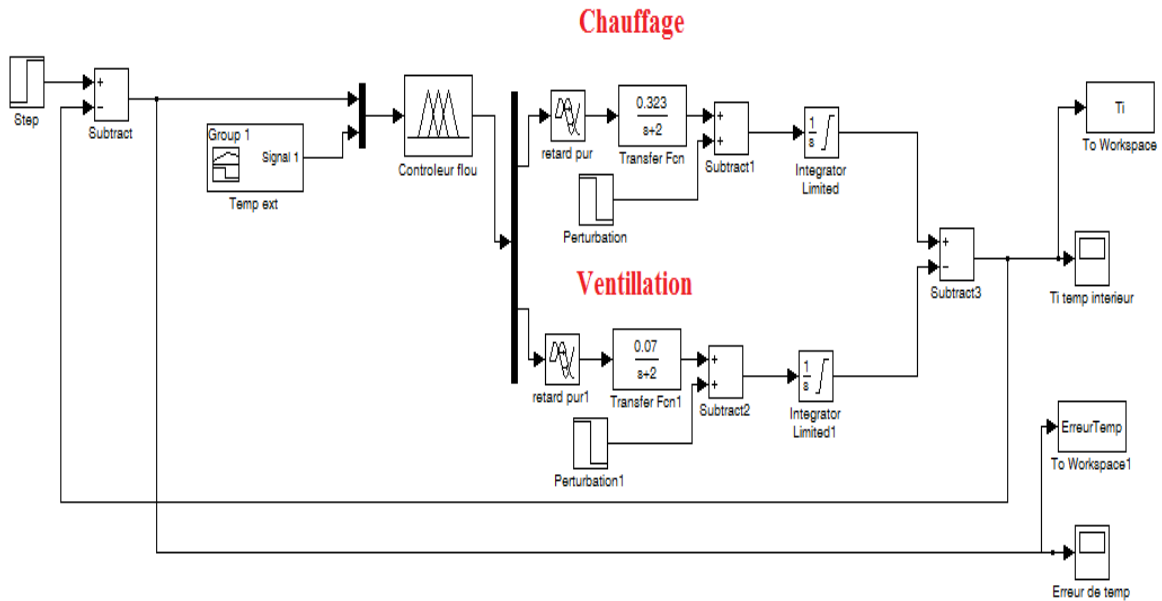 Chauffage
Step
+
−
Subtract
Group 1
Signal 1
Temp ext
Controleur flou
retard pur
0.323
s+2
Transfer Fcn
+
+
Subtract1
1
s
Integrator
Limited
Perturbation
Ventillation
retard pur1
0.07
s+2
Transfer Fcn1
+
+
Subtract2
1
s
Integrator
Limited1
Perturbation1
+
−
Subtract3
Ti
To Workspace
Ti temp interieur
ErreurTemp
To Workspace1
Erreur de temp